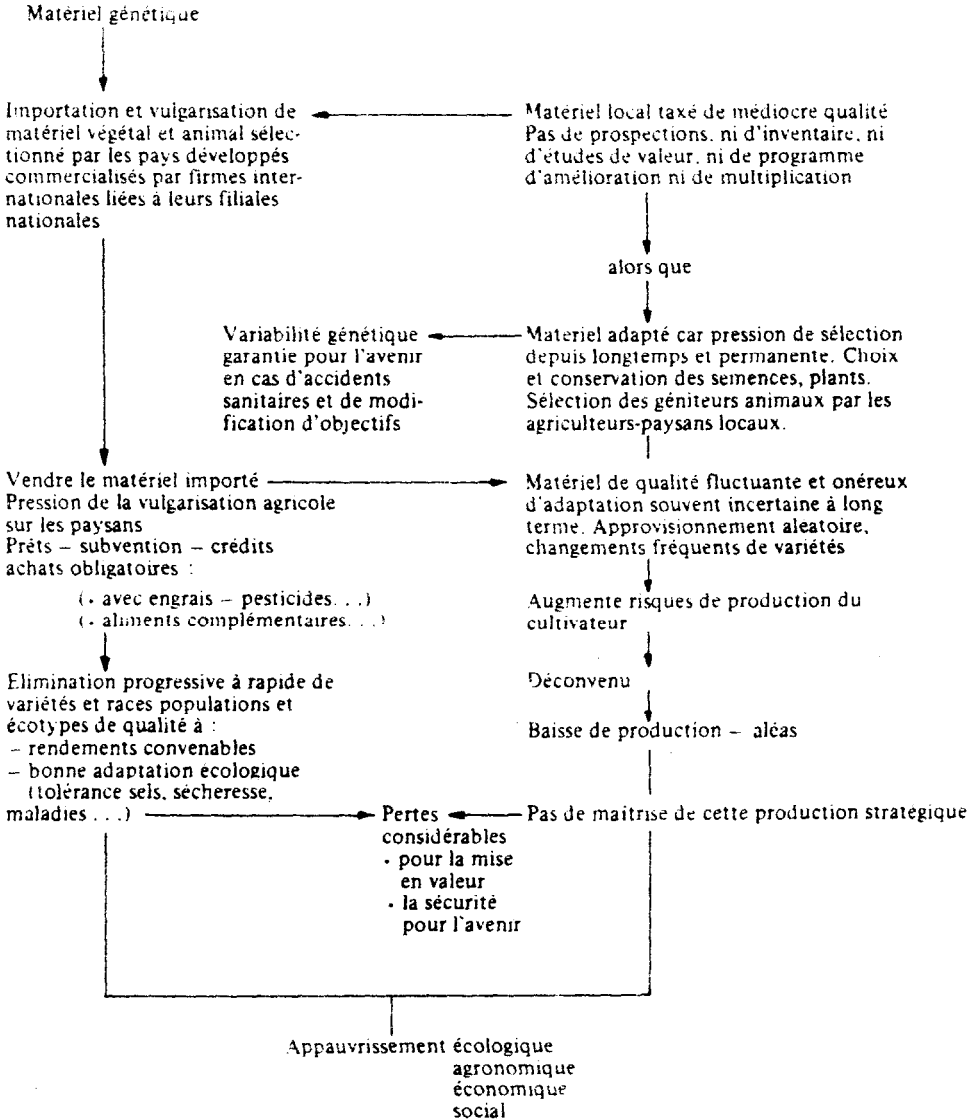 Matériel génétique
Importation et vulgarisation de
matériel végétal et animal sélec-
tionné par les pays développés
commercialisés par firmes inter-
nationales liées à leurs filiales
nationales
Matériel local taxé de médiocre qualité
Pas de prospections, ni d'inventaire, ni
d'études de valeur, ni de programme
d'amélioration ni de multiplication
alors que
Variabilité génétique
garantie pour l'avenir
en cas d'accidents
sanitaires et de modi-
fication d'objectifs
Materiel adapté car pression de sélection
depuis longtemps et permanente. Choix
et conservation des semences, plants.
Sélection des géniteurs animaux par les
agriculteurs-paysans locaux.
Vendre le matériel importé
Pression de la vulgarisation agricole
sur les paysans
Prêts – subvention – crédits
achats obligatoires :
(. avec engrais – pesticides. . .)
(. aliments complémentaires. . .)
Matériel de qualité fluctuante et onéreux
d'adaptation souvent incertaine à long
terme. Approvisionnement aleatoire,
changements fréquents de variétés
Augmente risques de production du
cultivateur
Elimination progressive à rapide de
variétés et races populations et
écotypes de qualité à :
– rendements convenables
– bonne adaptation écologique
(tolérance sels, sécheresse,
maladies . . .)
Déconvenu
Baisse de production – aléas
Pertes
considérables
. pour la mise
en valeur
. la sécurité
pour l'avenir
Pas de maîtrise de cette production stratégique
Appauvrissement écologique
agronomique
économique
social